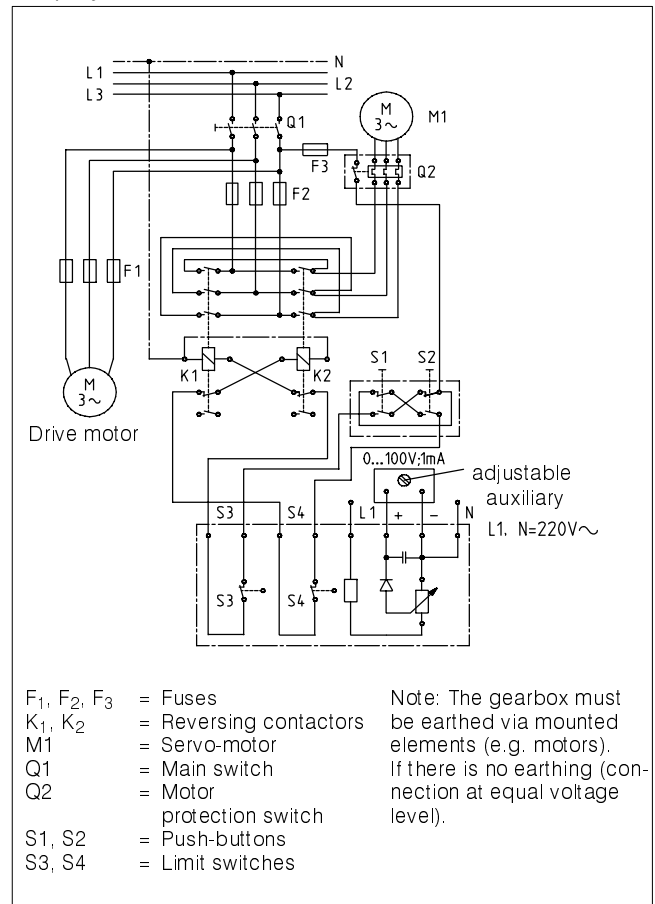 N
L1
L2
L3
Q1
M
3~
M1
F3
Q2
F2
F1
K1
K2
S1
S2
M
3~
Drive motor
0...100V;1mA
adjustable
auxiliary
S3
S4
L1
+
−
N
L1, N=220V~
S3
S4
F₁, F₂, F₃ = Fuses
K₁, K₂ = Reversing contactors
M1 = Servo-motor
Q1 = Main switch
Q2 = Motor
protection switch
S1, S2 = Push-buttons
S3, S4 = Limit switches
Note: The gearbox must
be earthed via mounted
elements (e.g. motors).
If there is no earthing (con-
nection at equal voltage
level).